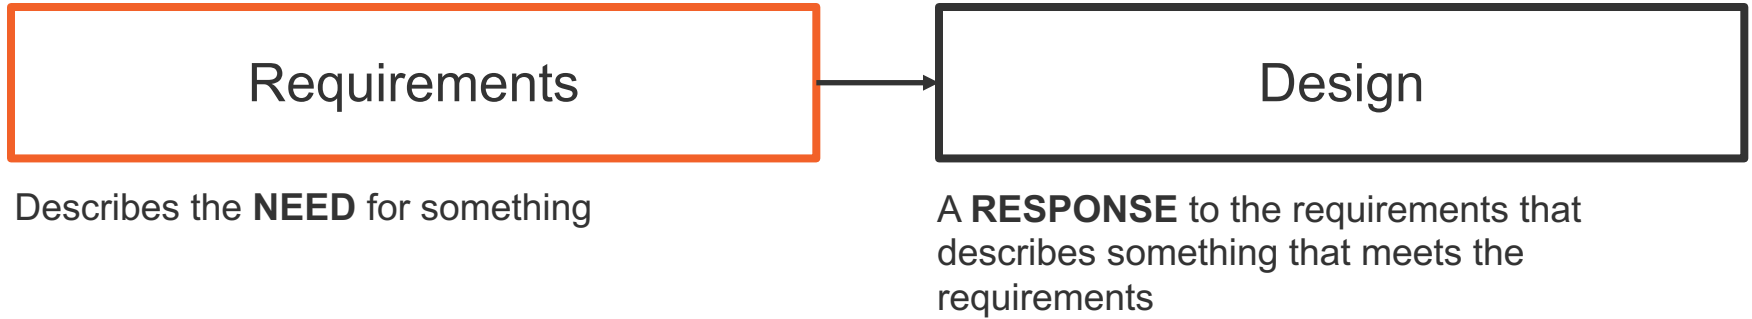 Requirements
Design
Describes the NEED for something
A RESPONSE to the requirements that
describes something that meets the
requirements